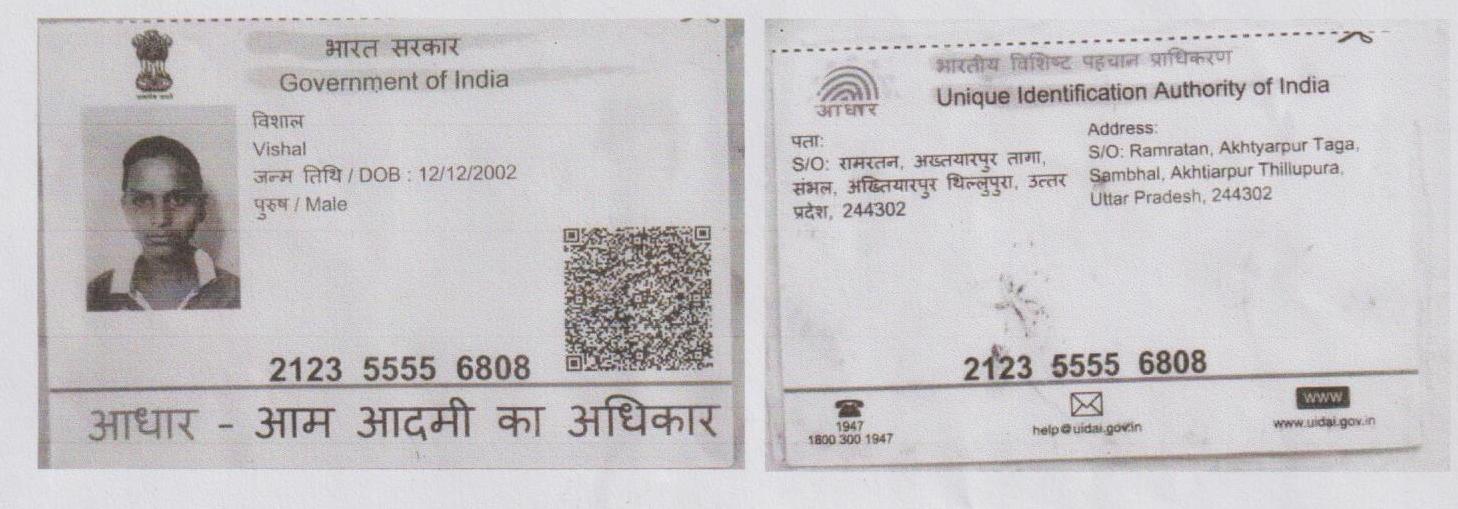 भारत सरकार
Government of India
विशाल
Vishal
जन्म तिथि / DOB : 12/12/2002
पुरुष / Male
2123 5555 6808
आधार - आम आदमी का अधिकार
भारतीय विशिष्ट पहचान प्राधिकरण
Unique Identification Authority of India
आधार
पता:
S/O: रामरतन, अख्तयारपुर तागा,
संभल, अख्तियारपुर थिल्लुपुरा, उत्तर
प्रदेश, 244302
Address:
S/O: Ramratan, Akhtyarpur Taga,
Sambhal, Akhtiarpur Thillupura,
Uttar Pradesh, 244302
2123 5555 6808
1947
1800 300 1947
help@uidai.gov.in
www
www.uidai.gov.in